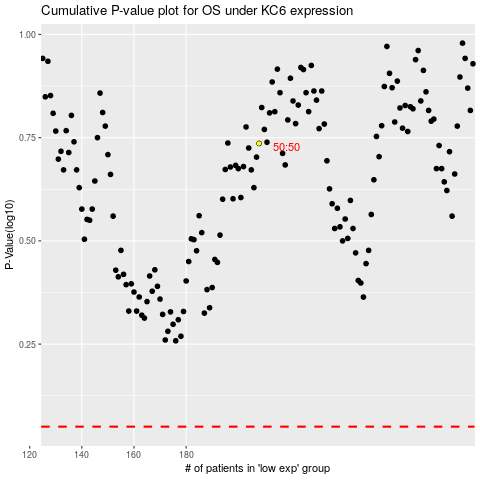 Cumulative P-value plot for OS under KC6 expression
P-Value(log10)
1.00
0.75
0.50
0.25
50:50
120 140 160 180
# of patients in 'low exp' group